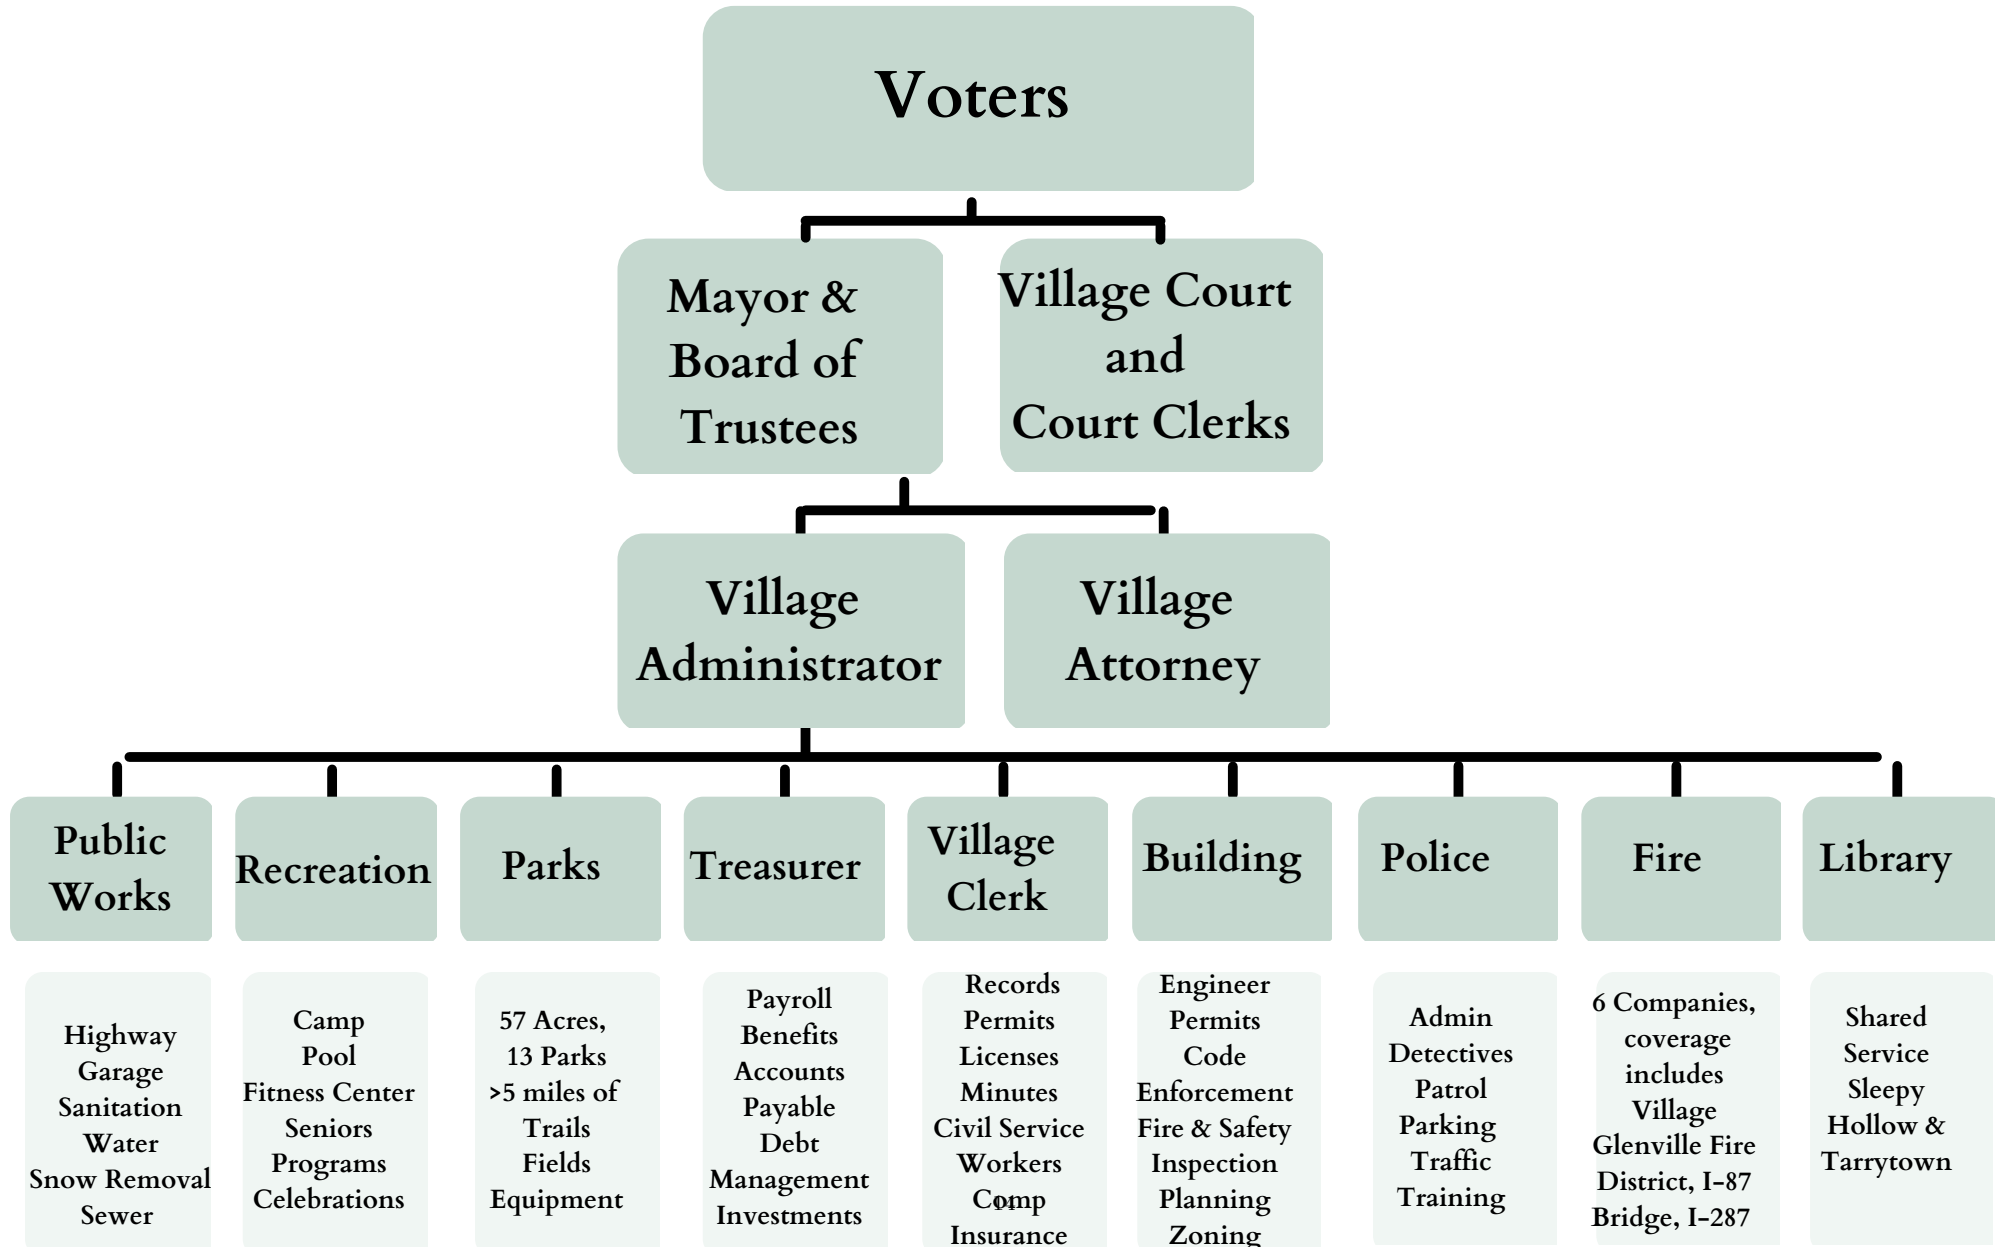 Voters
Mayor &
Board of
Trustees
Village Court
and
Court Clerks
Village
Administrator
Village
Attorney
Public
Works
Recreation
Parks
Treasurer
Village
Clerk
Building
Police
Fire
Library
Highway
Garage
Sanitation
Water
Snow Removal
Sewer
Camp
Pool
Fitness Center
Seniors
Programs
Celebrations
57 Acres,
13 Parks
>5 miles of
Trails
Fields
Equipment
Payroll
Benefits
Accounts
Payable
Debt
Management
Investments
Records
Permits
Licenses
Minutes
Civil Service
Workers
Comp
Insurance
14
Engineer
Permits
Code
Enforcement
Fire & Safety
Inspection
Planning
Zoning
Admin
Detectives
Patrol
Parking
Traffic
Training
6 Companies,
coverage
includes
Village
Glenville Fire
District, I-87
Bridge, I-287
Shared
Service
Sleepy
Hollow &
Tarrytown